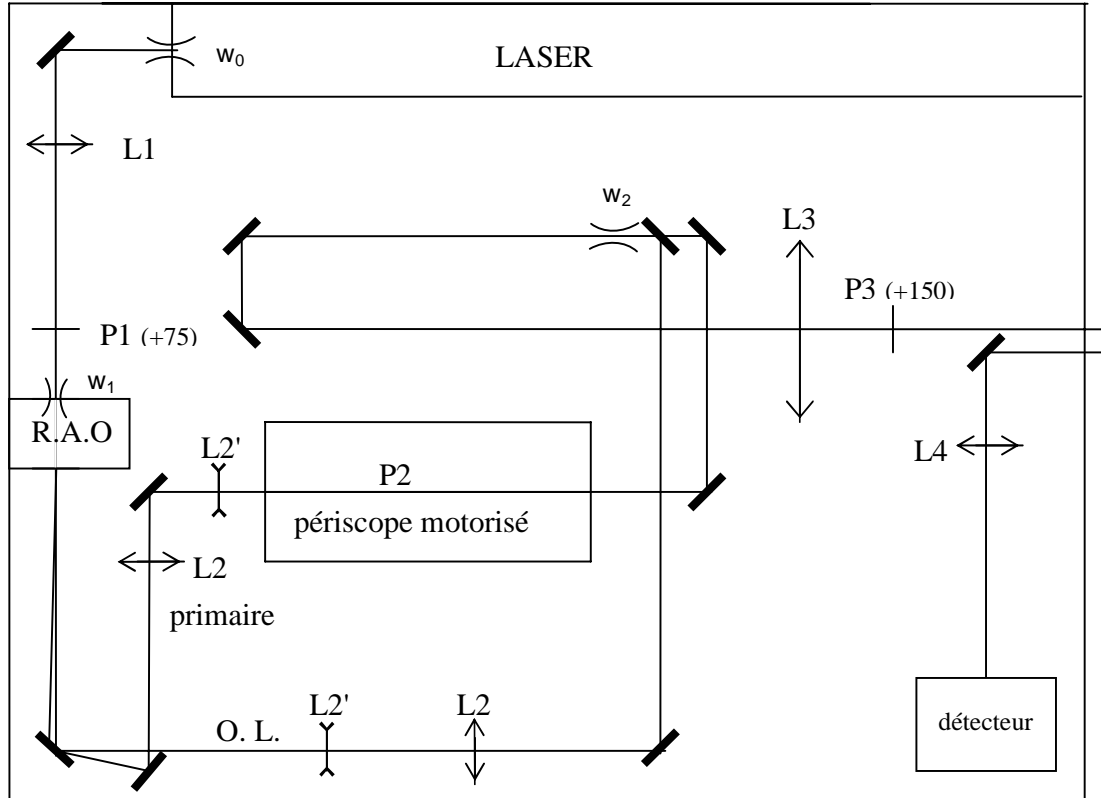 w₀
LASER
L1
w₂
L3
P3 (+150)
P1 (+75)
w₁
R.A.O
L2'
P2
périscope motorisé
L4
L2
primaire
L2'
L2
O. L.
détecteur